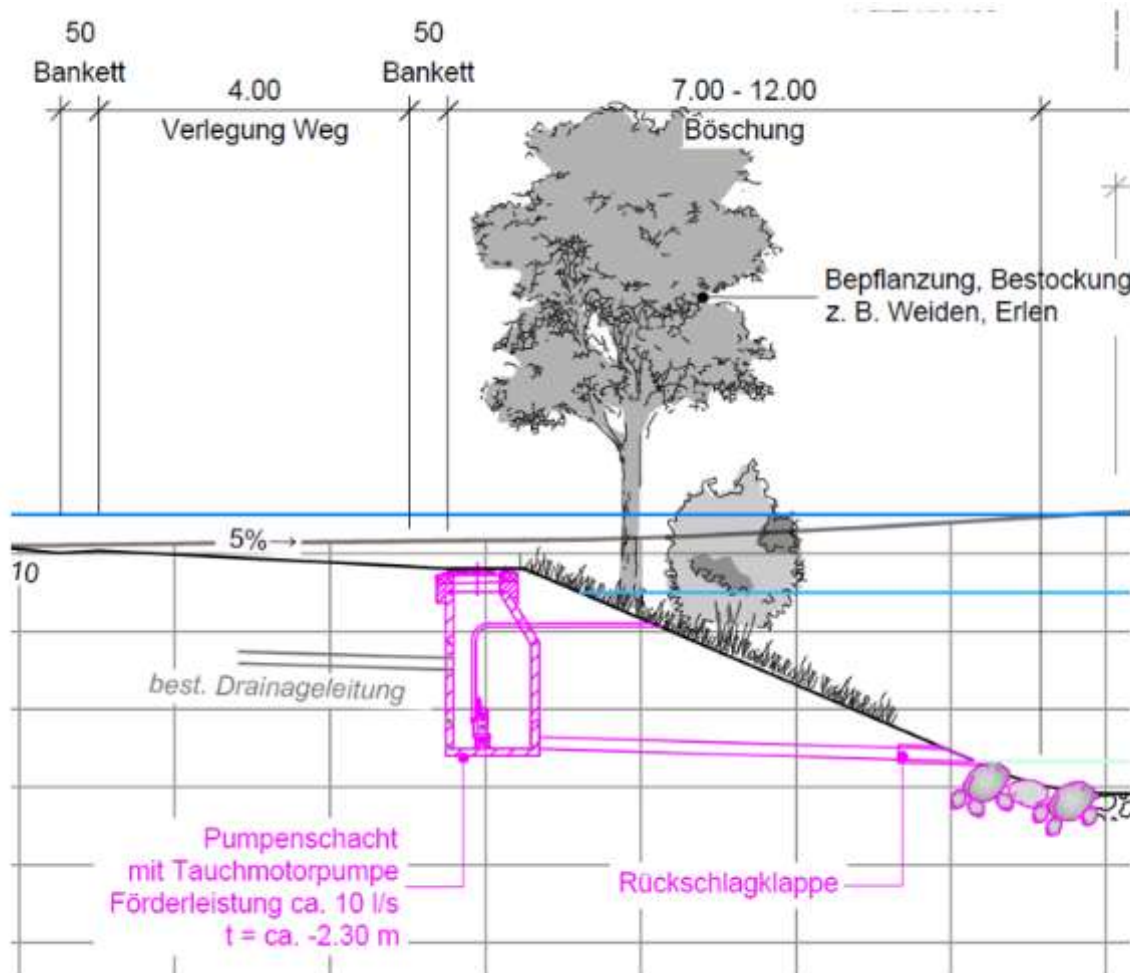 50
Bankett
4.00
Verlegung Weg
50
Bankett
7.00 - 12.00
Böschung
Bepflanzung, Bestockung
z. B. Weiden, Erlen
5%→
10
best. Drainageleitung
Pumpenschacht
mit Tauchmotorpumpe
Förderleistung ca. 10 l/s
t = ca. -2.30 m
Rückschlagklappe